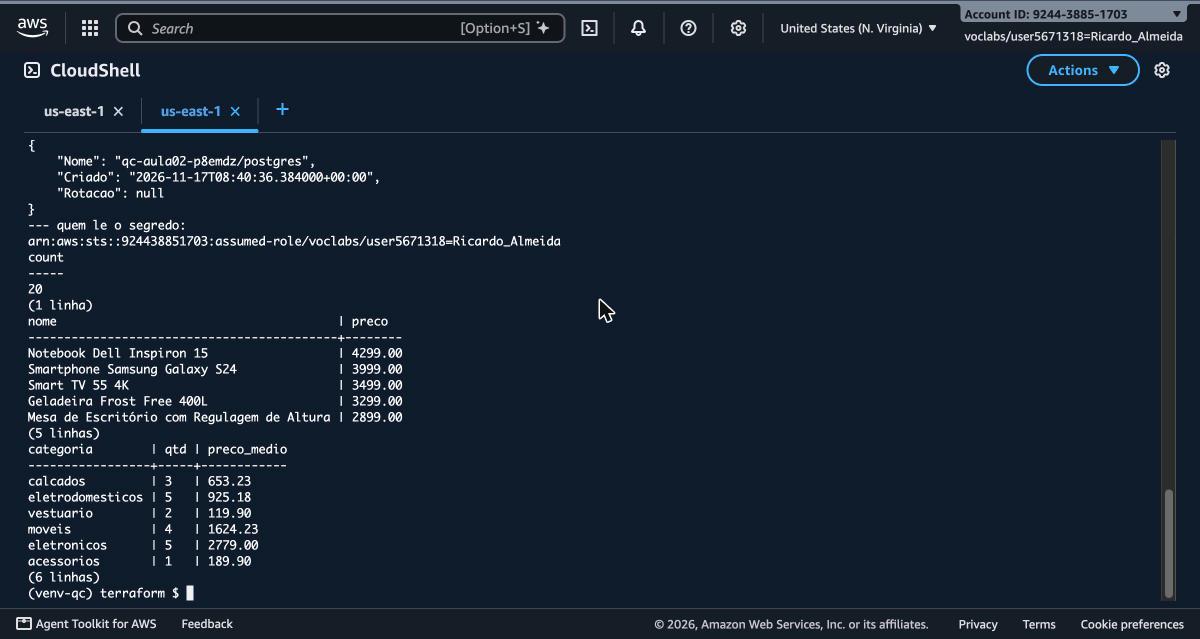 aws
Search
[Option+S]
United States (N. Virginia)
Account ID: 9244-3885-1703
voclabs/user5671318=Ricardo_Almeida
CloudShell
Actions
us-east-1
us-east-1
{
    "Nome": "qc-aula02-p8emdz/postgres",
    "Criado": "2026-11-17T08:40:36.384000+00:00",
    "Rotacao": null
}
--- quem le o segredo:
arn:aws:sts::924438851703:assumed-role/voclabs/user5671318=Ricardo_Almeida
count
-----
20
(1 linha)
nome                                       | preco
-------------------------------------------+--------
Notebook Dell Inspiron 15                  | 4299.00
Smartphone Samsung Galaxy S24              | 3999.00
Smart TV 55 4K                             | 3499.00
Geladeira Frost Free 400L                  | 3299.00
Mesa de Escritório com Regulagem de Altura | 2899.00
(5 linhas)
categoria        | qtd | preco_medio
-----------------+-----+------------
calcados         | 3   | 653.23
eletrodomesticos | 5   | 925.18
vestuario        | 2   | 119.90
moveis           | 4   | 1624.23
eletronicos      | 5   | 2779.00
acessorios       | 1   | 189.90
(6 linhas)
(venv-qc) terraform $
Agent Toolkit for AWS
Feedback
© 2026, Amazon Web Services, Inc. or its affiliates.
Privacy
Terms
Cookie preferences